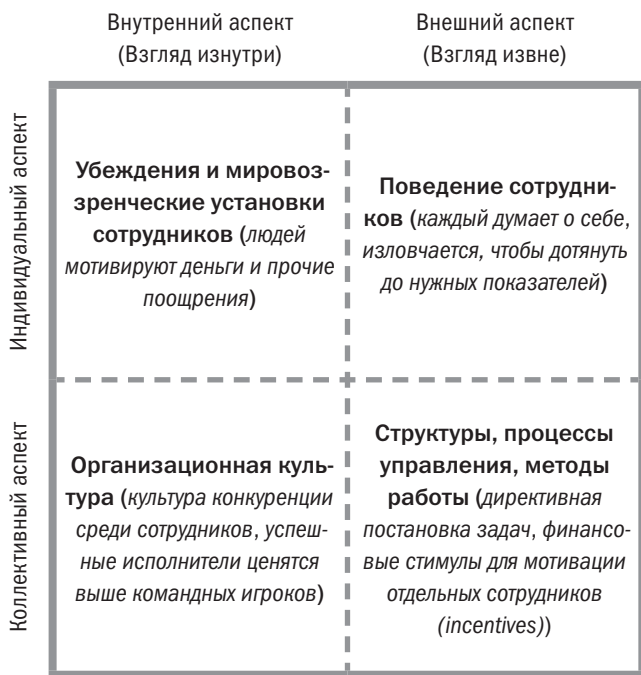 Внутренний аспект
(Взгляд изнутри)
Внешний аспект
(Взгляд извне)
Индивидуальный аспект
Убеждения и мировоз-
зренческие установки
сотрудников (людей
мотивируют деньги и прочие
поощрения)
Поведение сотрудни-
ков (каждый думает о себе,
изловчается, чтобы дотянуть
до нужных показателей)
Коллективный аспект
Организационная куль-
тура (культура конкуренции
среди сотрудников, успеш-
ные исполнители ценятся
выше командных игроков)
Структуры, процессы
управления, методы
работы (директивная
постановка задач, финансо-
вые стимулы для мотивации
отдельных сотрудников
(incentives))